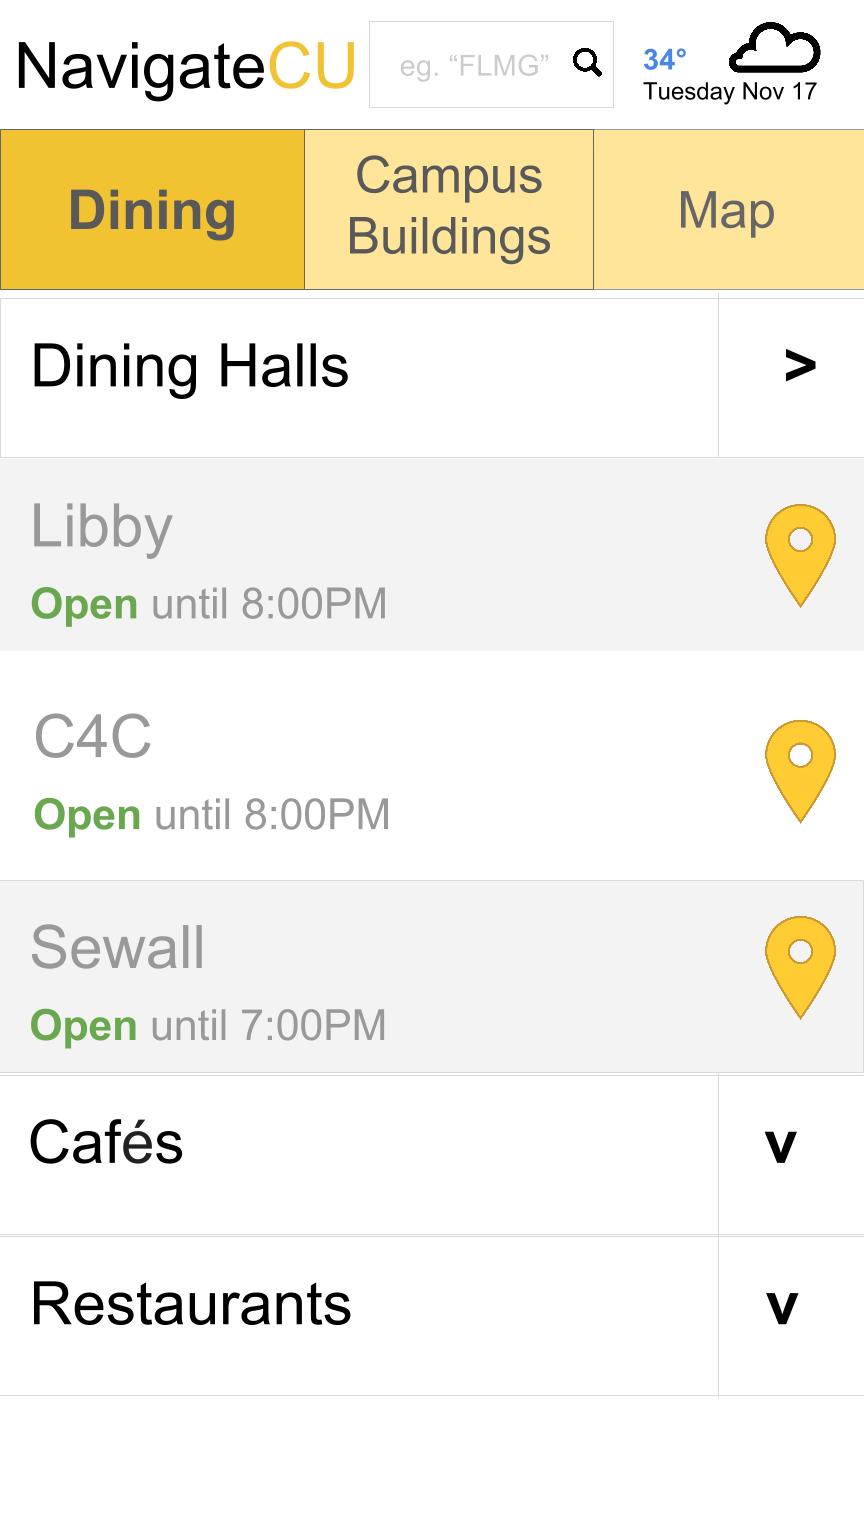 NavigateCU
eg. “FLMG”
34°
Tuesday Nov 17
Dining
Campus
Buildings
Map
Dining Halls
>
Libby
Open until 8:00PM
C4C
Open until 8:00PM
Sewall
Open until 7:00PM
Cafés
v
Restaurants
v